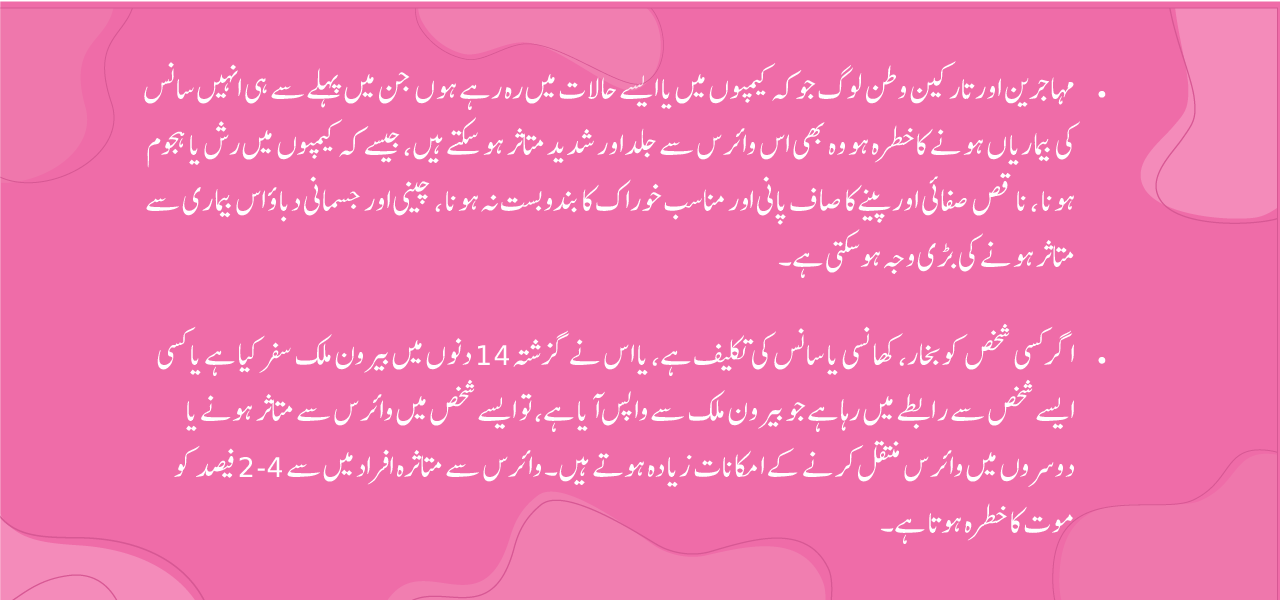 • مہاجرین اور تارکین وطن لوگ جو کہ کیمپوں میں یا ایسے حالات میں رہ رہے ہوں جن میں پہلے سے ہی انہیں سانس
کی بیماریاں ہونے کا خطرہ ہو وہ بھی اس وائرس سے جلد اور شدید متاثر ہو سکتے ہیں، جیسے کہ کیمپوں میں رش یا ہجوم
ہونا، ناقص صفائی اور پینے کا صاف پانی اور مناسب خوراک کا بندوبست نہ ہونا، چینی اور جسمانی دباؤ اس بیماری سے
متاثر ہونے کی بڑی وجہ ہو سکتی ہے۔
• اگر کسی شخص کو بخار، کھانسی یا سانس کی تکلیف ہے، یا اس نے گزشتہ 14 دنوں میں بیرون ملک سفر کیا ہے یا کسی
ایسے شخص سے رابطے میں رہا ہے جو بیرون ملک سے واپس آیا ہے، تو ایسے شخص میں وائرس سے متاثر ہونے یا
دوسروں میں وائرس منتقل کرنے کے امکانات زیادہ ہوتے ہیں۔ وائرس سے متاثرہ افراد میں سے 4-2 فیصد کو
موت کا خطرہ ہوتا ہے۔